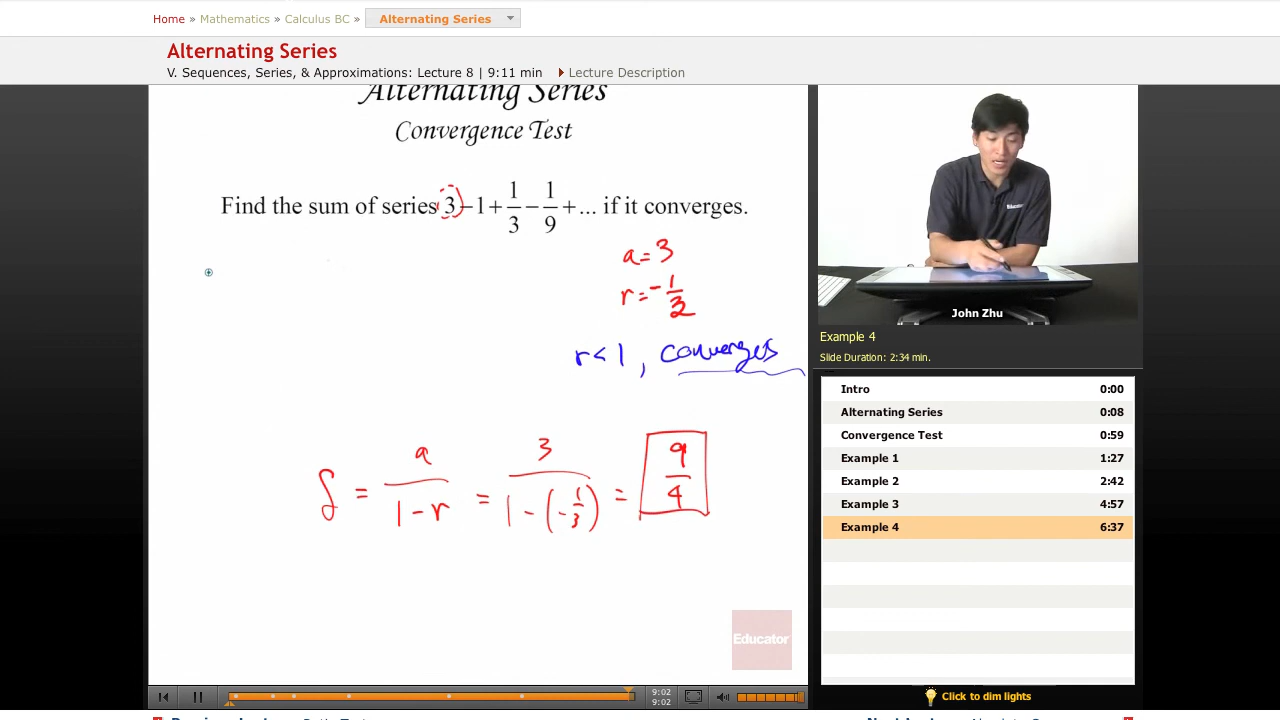 Home » Mathematics » Calculus BC » Alternating Series
Alternating Series
V. Sequences, Series, & Approximations: Lecture 8 | 9:11 min Lecture Description
Alternating Series
Convergence Test
Find the sum of series 3 − 1 + 1/3 − 1/9 + ... if it converges.
a = 3
r = -1/3
r < 1, converges
S = a/(1 - r) = 3/(1 - (-1/3)) = 9/4
Educator
Educator
John Zhu
Example 4
Slide Duration: 2:34 min.
Intro 0:00
Alternating Series 0:08
Convergence Test 0:59
Example 1 1:27
Example 2 2:42
Example 3 4:57
Example 4 6:37
9:02
9:02
Click to dim lights